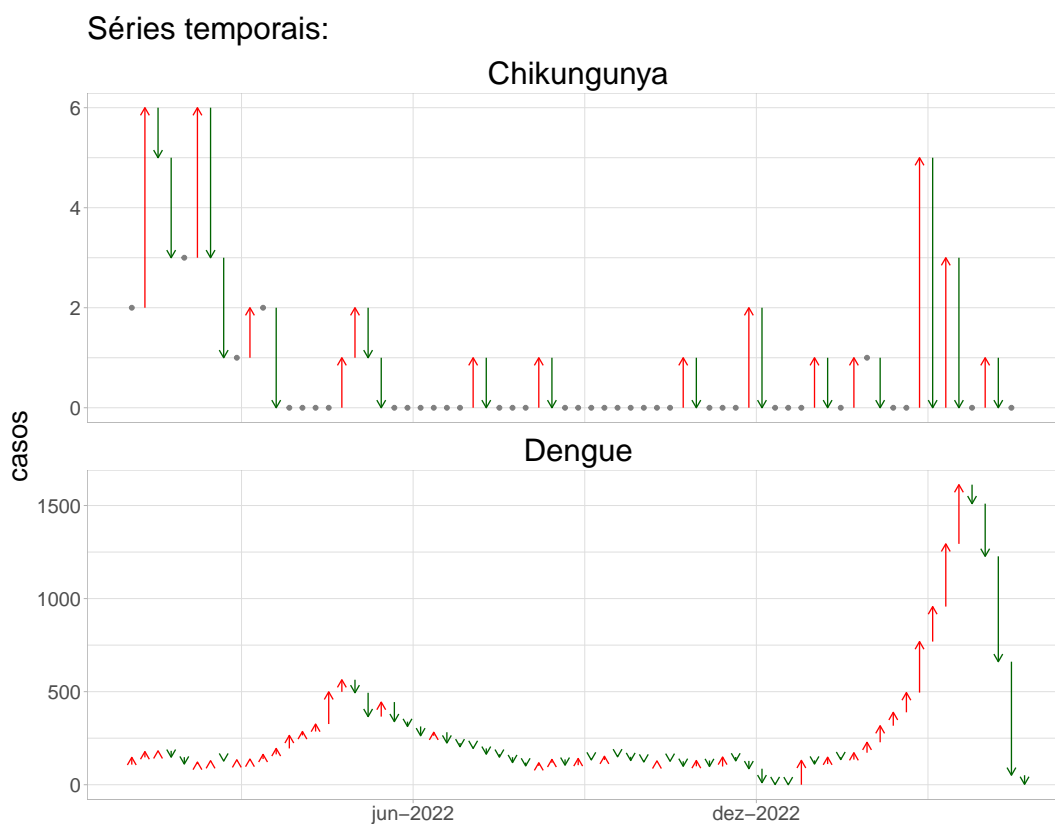 Séries temporais:
Chikungunya
6
4
2
0
casos
Dengue
1500
1000
500
0
jun−2022
dez−2022